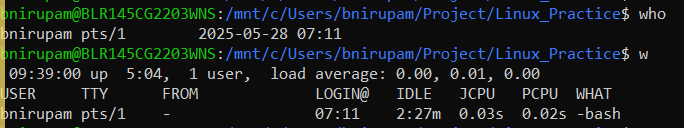 bnirupam@BLR145CG2203WNS:/mnt/c/Users/bnirupam/Project/Linux_Practice$ who
bnirupam pts/1        2025-05-28 07:11
bnirupam@BLR145CG2203WNS:/mnt/c/Users/bnirupam/Project/Linux_Practice$ w
 09:39:00 up  5:04,  1 user,  load average: 0.00, 0.01, 0.00
USER     TTY      FROM             LOGIN@   IDLE   JCPU   PCPU  WHAT
bnirupam pts/1    -                07:11    2:27m  0.03s  0.02s -bash